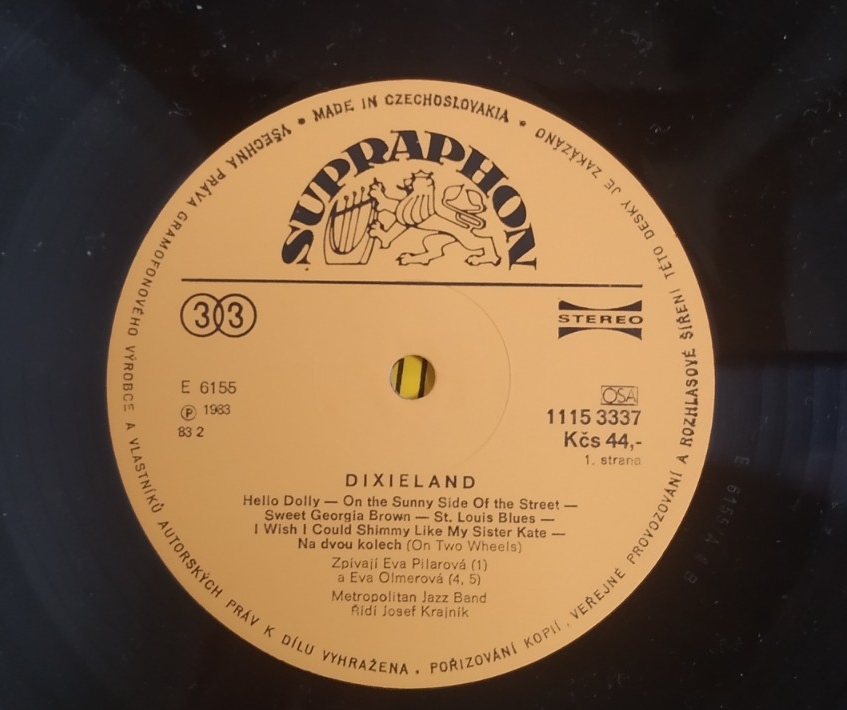 MADE IN CZECHOSLOVAKIA • VŠECHNA PRÁVA GRAMOFONOVÉHO VÝROBCE A VLASTNÍKŮ AUTORSKÝCH PRÁV K DÍLU VYHRAŽENA. POŘIZOVÁNÍ KOPIÍ, VEŘEJNÉ PROVOZOVÁNÍ A ROZHLASOVÉ ŠÍŘENÍ TÉTO DESKY JE ZAKÁZÁNO •
SUPRAPHON
33
STEREO
E 6155
Ⓟ 1983
83 2
OSA
1115 3337
Kčs 44,-
1. strana
DIXIELAND
Hello Dolly — On the Sunny Side Of the Street —
Sweet Georgia Brown — St. Louis Blues —
I Wish I Could Shimmy Like My Sister Kate —
Na dvou kolech (On Two Wheels)
Zpívají Eva Pilarová (1)
a Eva Olmerová (4, 5)
Metropolitan Jazz Band
Řídí Josef Krajník